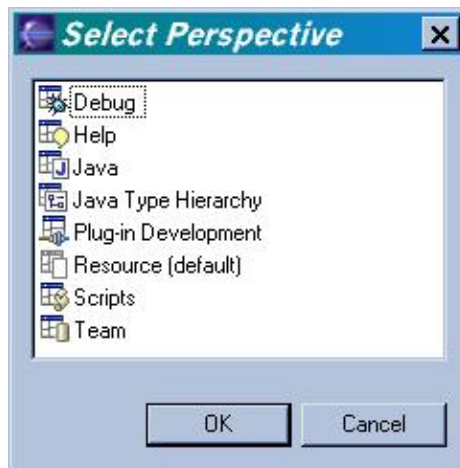 Select Perspective
Debug
Help
Java
Java Type Hierarchy
Plug-in Development
Resource (default)
Scripts
Team
OK Cancel